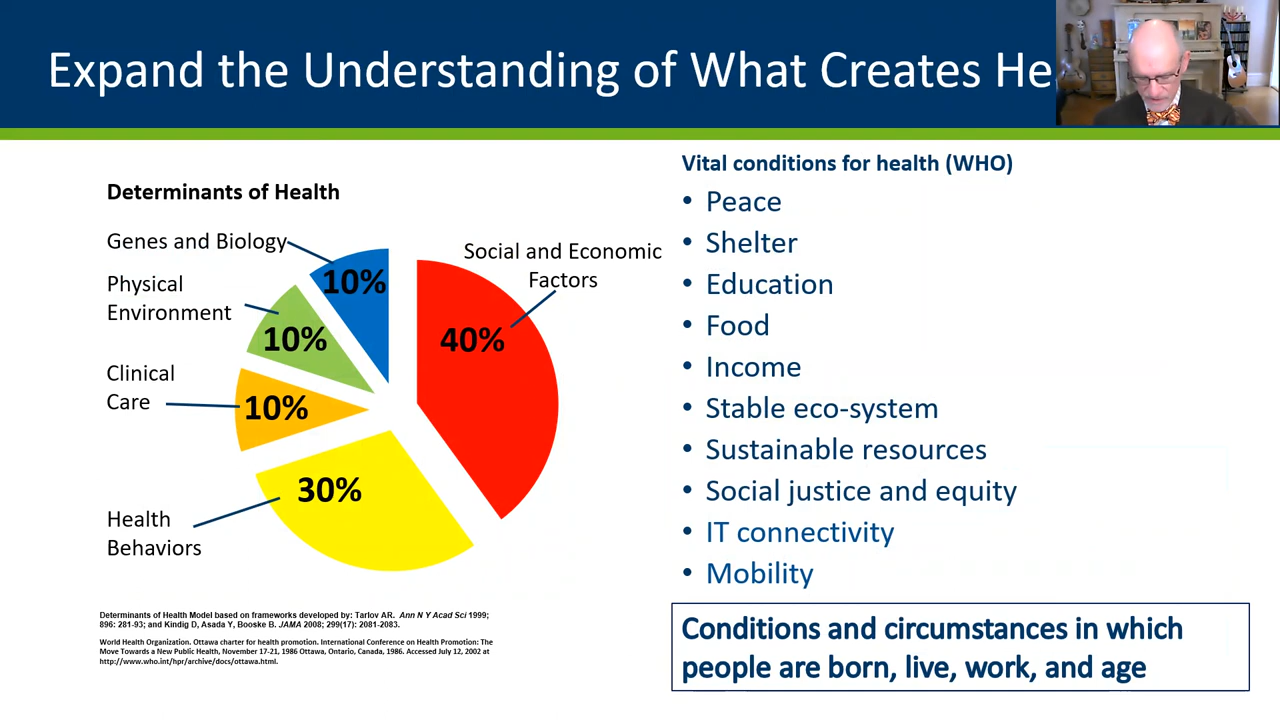 Expand the Understanding of What Creates He
Determinants of Health
Genes and Biology
Physical
Environment
Clinical
Care
Health
Behaviors
Social and Economic
Factors
10%
10%
10%
30%
40%
Determinants of Health Model based on frameworks developed by: Tarlov AR. Ann N Y Acad Sci 1999;
896: 281-93; and Kindig D, Asada Y, Booske B. JAMA 2008; 299(17): 2081-2083.
World Health Organization. Ottawa charter for health promotion. International Conference on Health Promotion: The
Move Towards a New Public Health, November 17-21, 1986 Ottawa, Ontario, Canada, 1986. Accessed July 12, 2002 at
http://www.who.int/hpr/archive/docs/ottawa.html.
Vital conditions for health (WHO)
• Peace
• Shelter
• Education
• Food
• Income
• Stable eco-system
• Sustainable resources
• Social justice and equity
• IT connectivity
• Mobility
Conditions and circumstances in which
people are born, live, work, and age